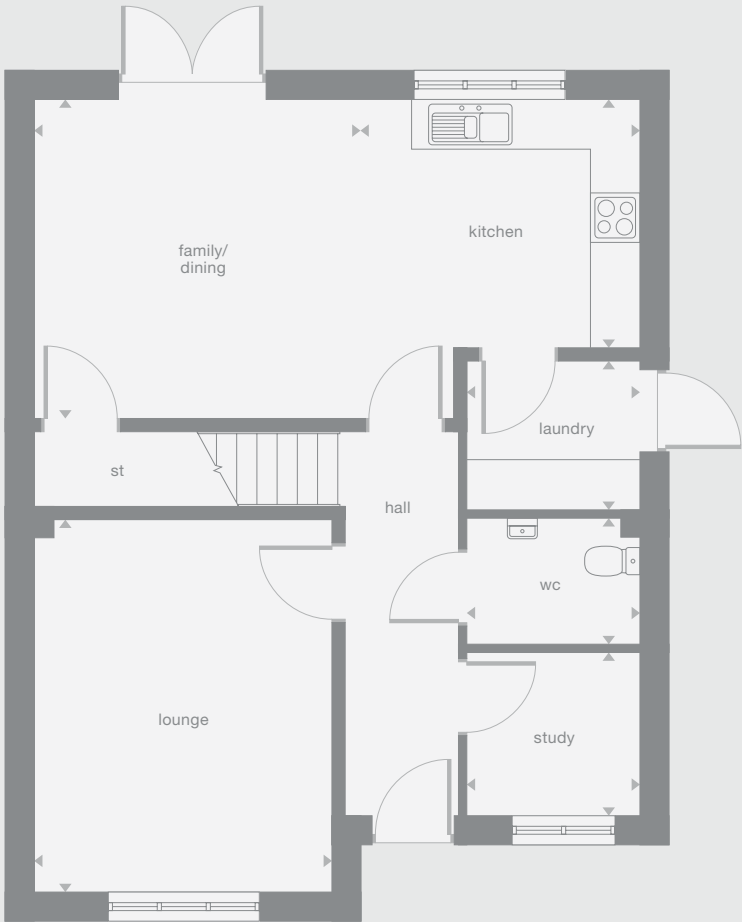 family/
dining
kitchen
laundry
st
hall
wc
lounge
study